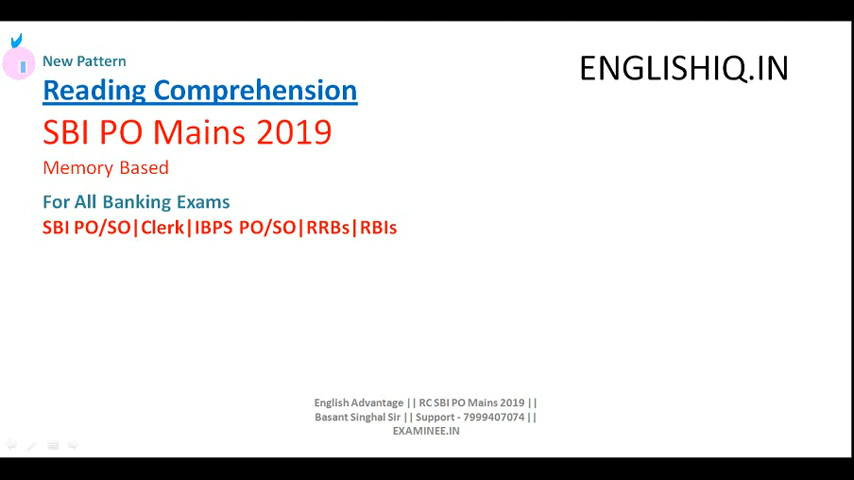 New Pattern
ENGLISHIQ.IN
Reading Comprehension
SBI PO Mains 2019
Memory Based
For All Banking Exams
SBI PO/SO|Clerk|IBPS PO/SO|RRBs|RBIs
English Advantage || RC SBI PO Mains 2019 ||
Basant Singhal Sir || Support - 7999407074 ||
EXAMINEE.IN